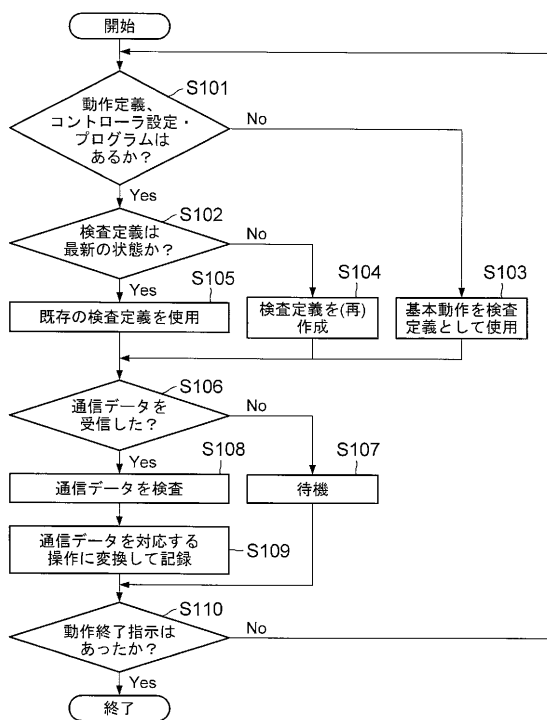 開始
S101
動作定義、
コントローラ設定・
プログラムは
あるか？
No
Yes
S102
検査定義は
最新の状態か？
No
Yes
S105
既存の検査定義を使用
S104
検査定義を(再)
作成
S103
基本動作を検査
定義として使用
S106
通信データを
受信した？
No
Yes
S108
通信データを検査
S107
待機
通信データを対応する
操作に変換して記録
S109
S110
動作終了指示は
あったか？
No
Yes
終了